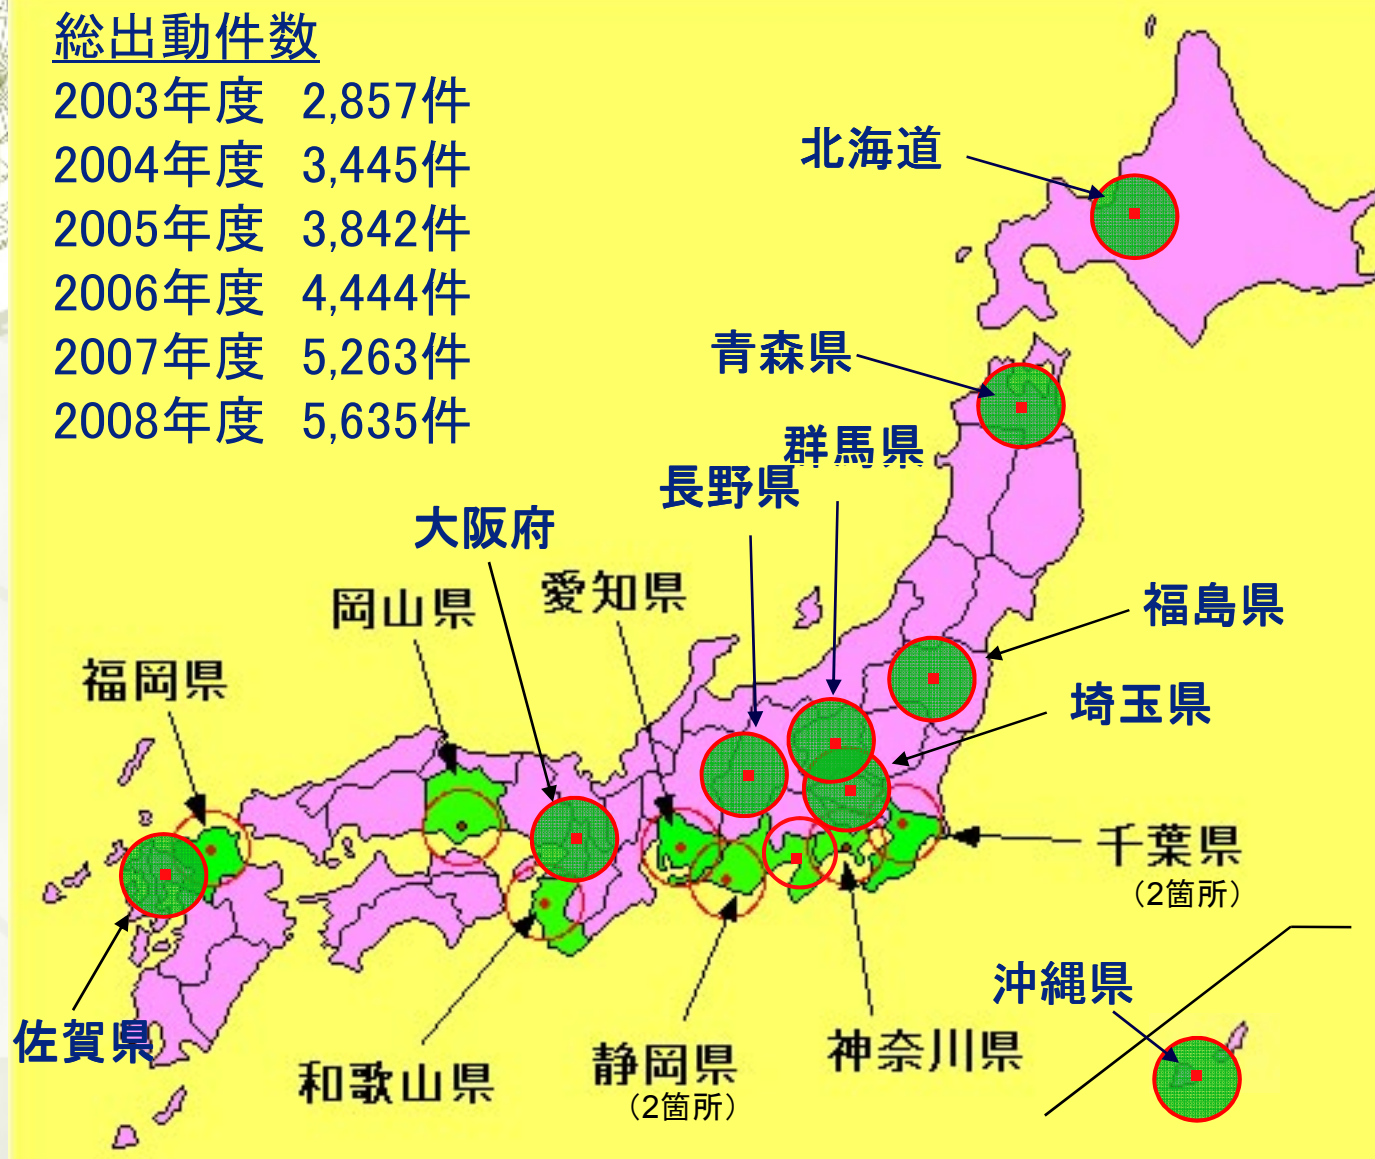 総出動件数
2003年度 2,857件
2004年度 3,445件
2005年度 3,842件
2006年度 4,444件
2007年度 5,263件
2008年度 5,635件
北海道
青森県
群馬県
長野県
大阪府
愛知県
岡山県
福岡県
福島県
埼玉県
千葉県
（2箇所）
沖縄県
佐賀県
和歌山県
静岡県
（2箇所）
神奈川県